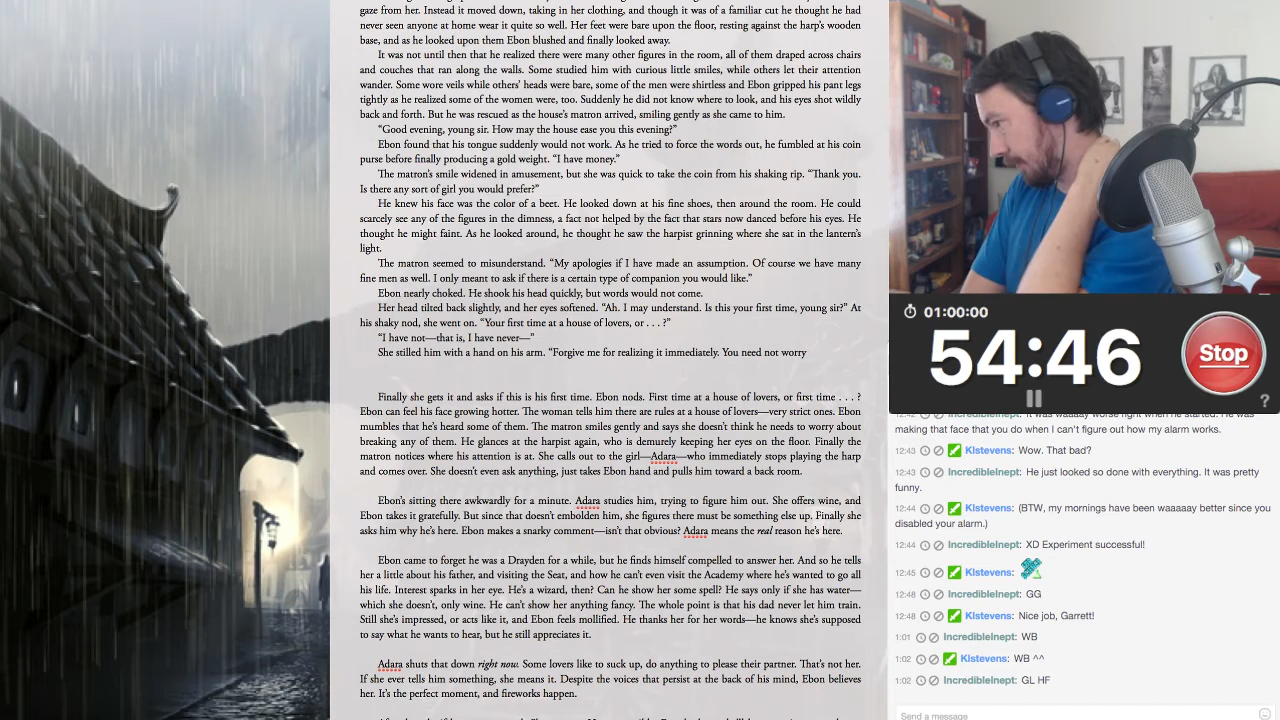 gaze from her. Instead it moved down, taking in her clothing, and though it was of a familiar cut he thought he had
never seen anyone at home wear it quite so well. Her feet were bare upon the floor, resting against the harp's wooden
base, and as he looked upon them Ebon blushed and finally looked away.
It was not until then that he realized there were many other figures in the room, all of them draped across chairs
and couches that ran along the walls. Some studied him with curious little smiles, while others let their attention
wander. Some wore veils while others' heads were bare, some of the men were shirtless and Ebon gripped his pant legs
tightly as he realized some of the women were, too. Suddenly he did not know where to look, and his eyes shot wildly
back and forth. But he was rescued as the house's matron arrived, smiling gently as she came to him.
“Good evening, young sir. How may the house ease you this evening?”
Ebon found that his tongue suddenly would not work. As he tried to force the words out, he fumbled at his coin
purse before finally producing a gold weight. “I have money.”
The matron's smile widened in amusement, but she was quick to take the coin from his shaking rip. “Thank you.
Is there any sort of girl you would prefer?”
He knew his face was the color of a beet. He looked down at his fine shoes, then around the room. He could
scarcely see any of the figures in the dimness, a fact not helped by the fact that stars now danced before his eyes. He
thought he might faint. As he looked around, he thought he saw the harpist grinning where she sat in the lantern's
light.
The matron seemed to misunderstand. “My apologies if I have made an assumption. Of course we have many
fine men as well. I only meant to ask if there is a certain type of companion you would like.”
Ebon nearly choked. He shook his head quickly, but words would not come.
Her head tilted back slightly, and her eyes softened. “Ah. I may understand. Is this your first time, young sir?” At
his shaky nod, she went on. “Your first time at a house of lovers, or . . . ?”
“I have not—that is, I have never—”
She stilled him with a hand on his arm. “Forgive me for realizing it immediately. You need not worry
Finally she gets it and asks if this is his first time. Ebon nods. First time at a house of lovers, or first time . . . ?
Ebon can feel his face growing hotter. The woman tells him there are rules at a house of lovers—very strict ones. Ebon
mumbles that he's heard some of them. The matron smiles gently and says she doesn't think he needs to worry about
breaking any of them. He glances at the harpist again, who is demurely keeping her eyes on the floor. Finally the
matron notices where his attention is at. She calls out to the girl—Adara—who immediately stops playing the harp
and comes over. She doesn't even ask anything, just takes Ebon hand and pulls him toward a back room.
Ebon's sitting there awkwardly for a minute. Adara studies him, trying to figure him out. She offers wine, and
Ebon takes it gratefully. But since that doesn't embolden him, she figures there must be something else up. Finally she
asks him why he's here. Ebon makes a snarky comment—isn't that obvious? Adara means the real reason he's here.
Ebon came to forget he was a Drayden for a while, but he finds himself compelled to answer her. And so he tells
her a little about his father, and visiting the Seat, and how he can't even visit the Academy where he's wanted to go all
his life. Interest sparks in her eye. He's a wizard, then? Can he show her some spell? He says only if she has water—
which she doesn't, only wine. He can't show her anything fancy. The whole point is that his dad never let him train.
Still she's impressed, or acts like it, and Ebon feels mollified. He thanks her for her words—he knows she's supposed
to say what he wants to hear, but he still appreciates it.
Adara shuts that down right now. Some lovers like to suck up, do anything to please their partner. That's not her.
If she ever tells him something, she means it. Despite the voices that persist at the back of his mind, Ebon believes
her. It's the perfect moment, and fireworks happen.
01:00:00
54:46
Stop
?
12:42 IncredibleInept: It was waaaay worse right when he started. He was
making that face that you do when I can't figure out how my alarm works.
12:43 Klstevens: Wow. That bad?
12:43 IncredibleInept: He just looked so done with everything. It was pretty
funny.
12:44 Klstevens: (BTW, my mornings have been waaaaay better since you
disabled your alarm.)
12:44 IncredibleInept: XD Experiment successful!
12:45 Klstevens:
12:48 IncredibleInept: GG
12:48 Klstevens: Nice job, Garrett!
1:01 IncredibleInept: WB
1:02 Klstevens: WB ^^
1:02 IncredibleInept: GL HF
Send a message